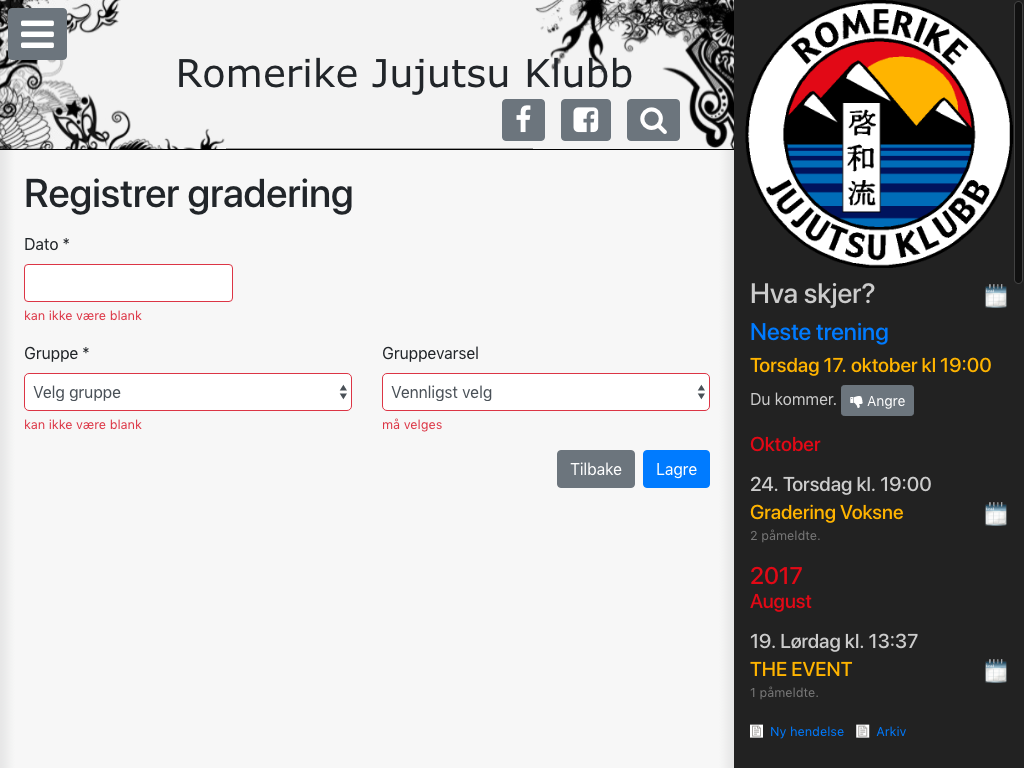 Romerike Jujutsu Klubb
Registrer gradering
Dato *
kan ikke være blank
Gruppe *
Gruppevarsel
Velg gruppe
Vennligst velg
kan ikke være blank
må velges
Tilbake
Lagre
ROMERIKE
啓和流
JUJUTSU KLUBB
Hva skjer?
Neste trening
Torsdag 17. oktober kl 19:00
Du kommer. Angre
Oktober
24. Torsdag kl. 19:00
Gradering Voksne
2 påmeldte.
2017
August
19. Lørdag kl. 13:37
THE EVENT
1 påmeldte.
Ny hendelse Arkiv